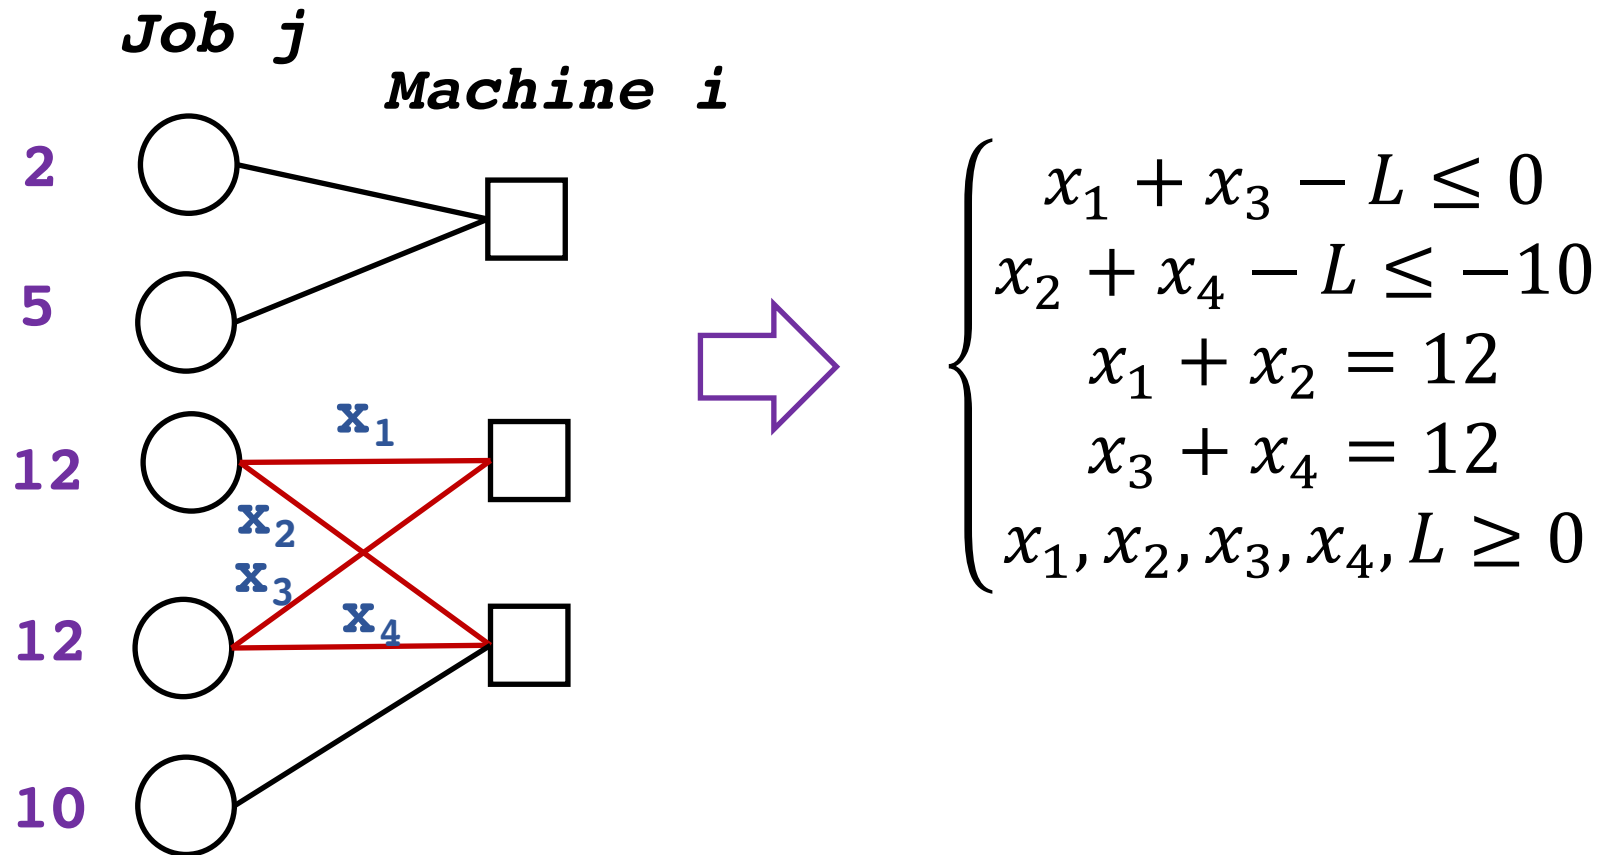 Job j
Machine i
2
5
12
12
10
x₁
x₂
x₃
x₄
x₁ + x₃ − L ≤ 0
x₂ + x₄ − L ≤ −10
x₁ + x₂ = 12
x₃ + x₄ = 12
x₁, x₂, x₃, x₄, L ≥ 0